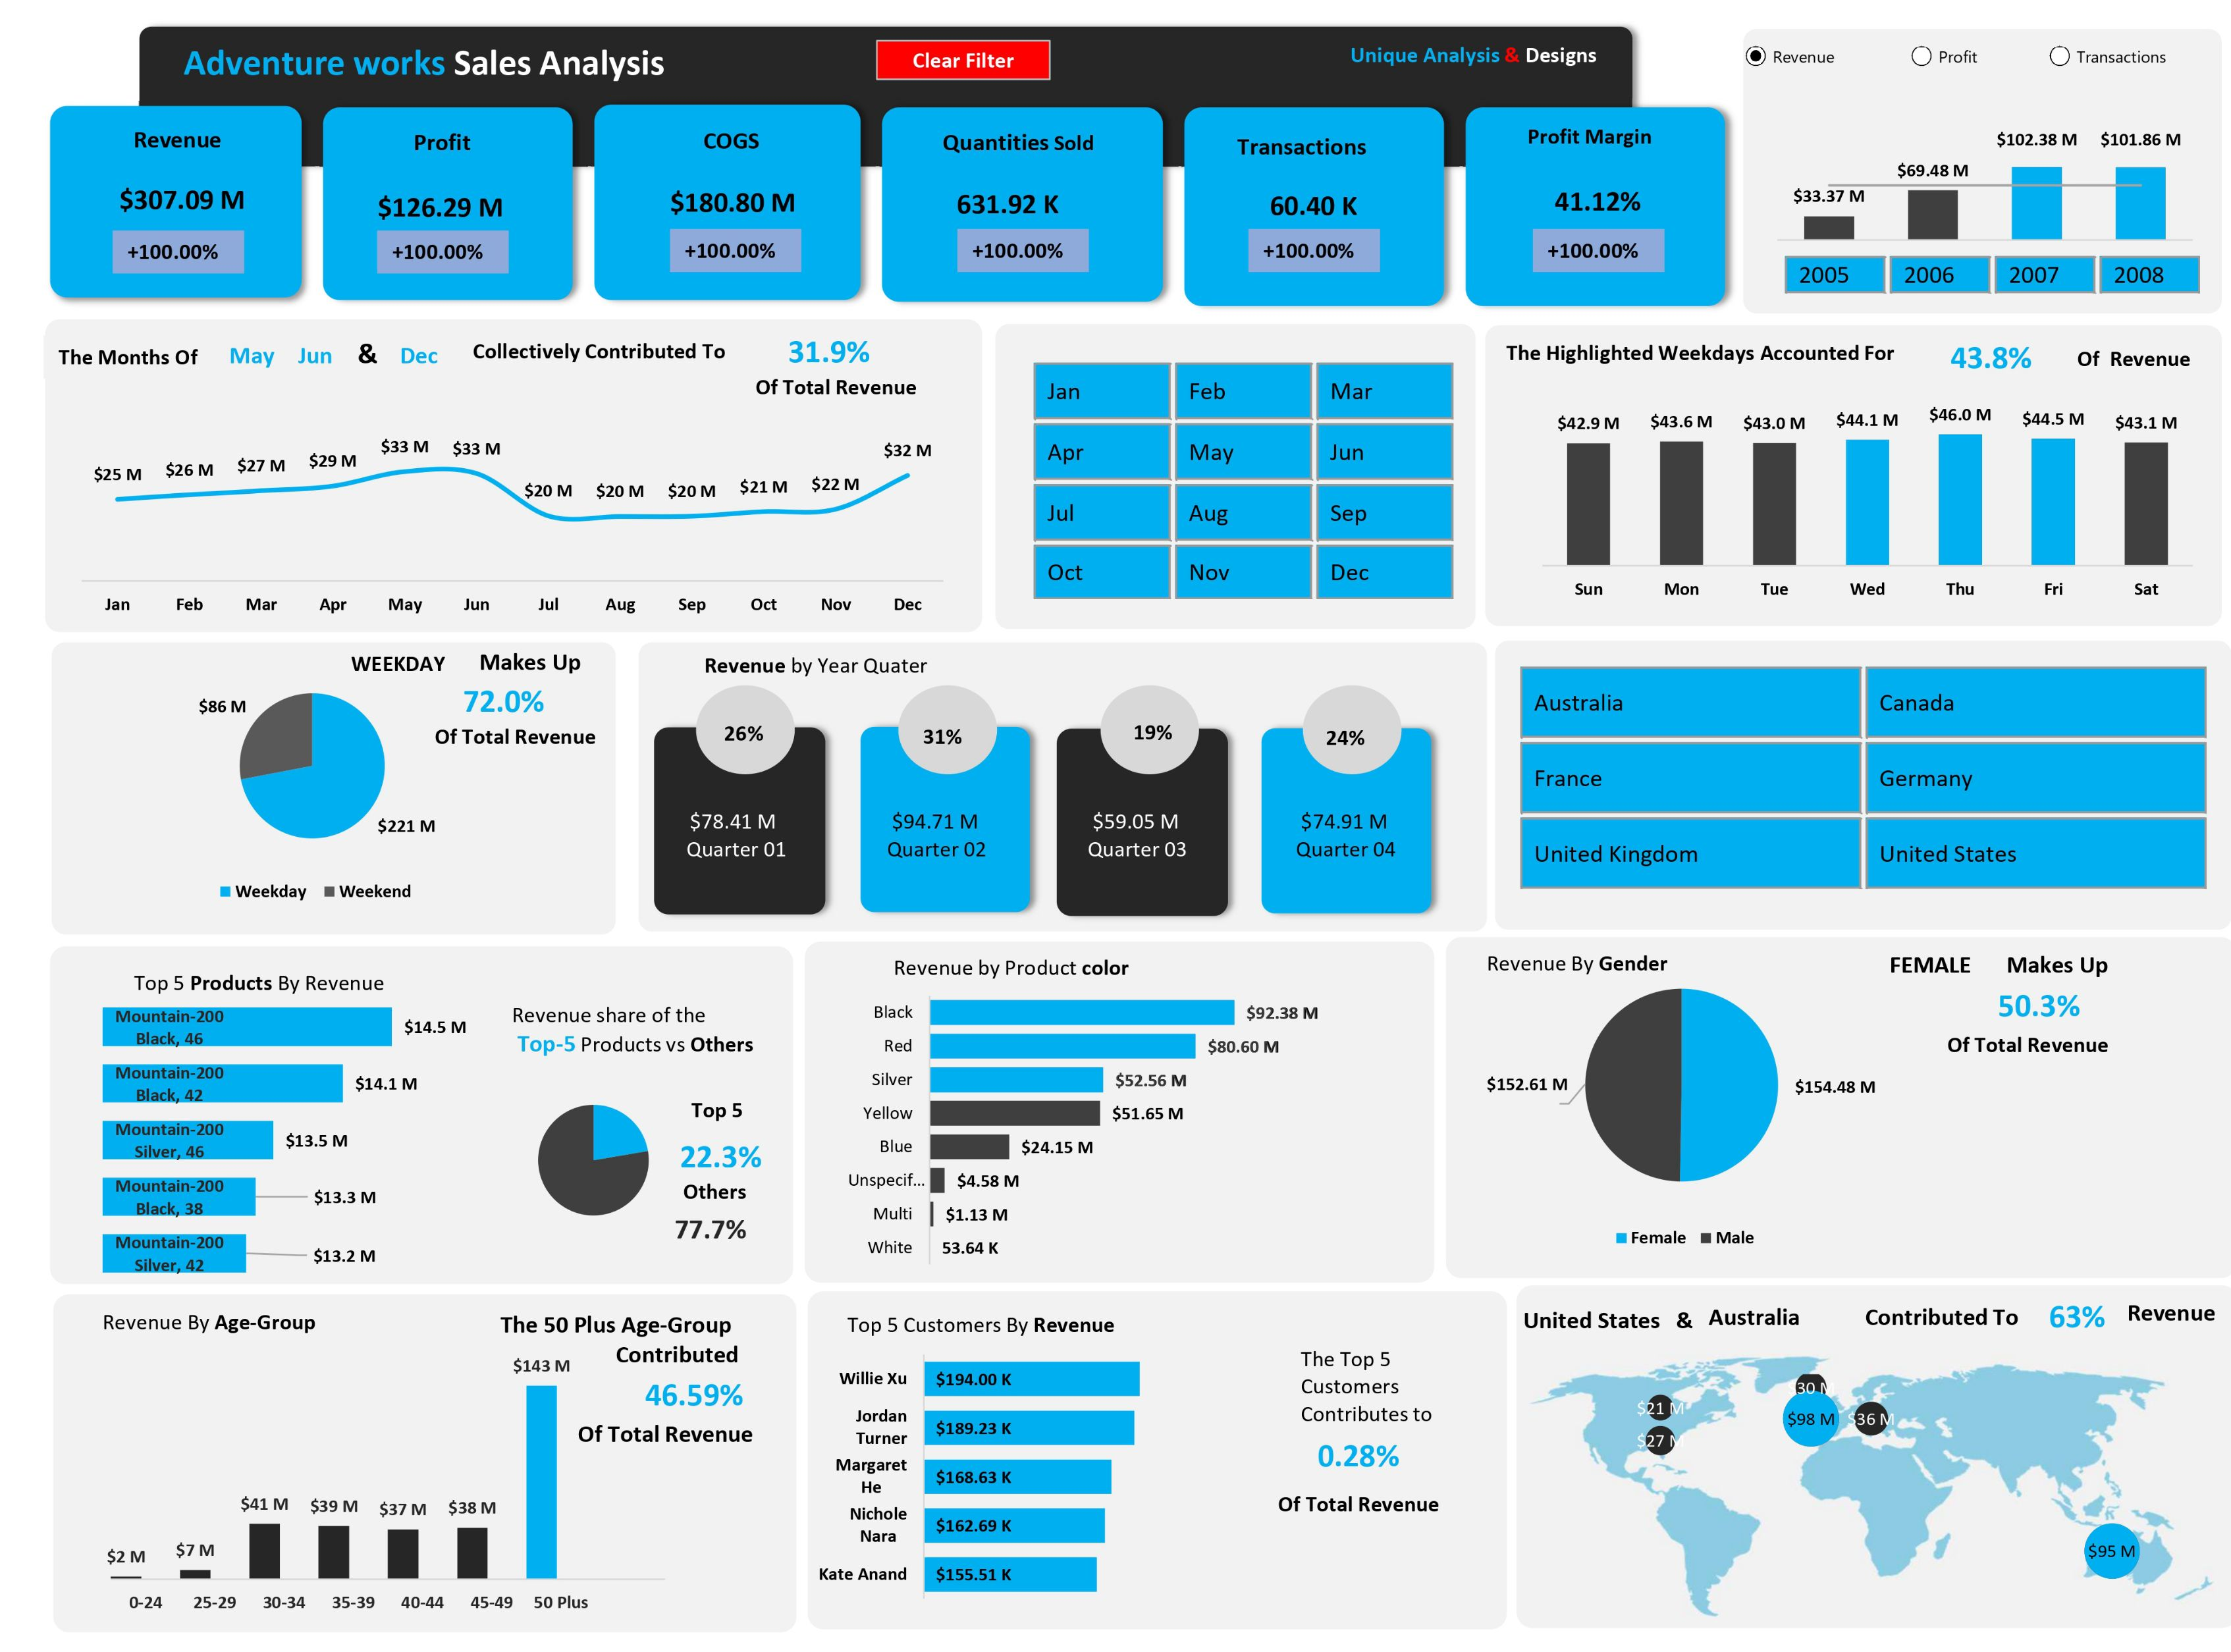 Adventure works Sales Analysis
Clear Filter
Unique Analysis & Designs
Revenue
$307.09 M
+100.00%
Profit
$126.29 M
+100.00%
COGS
$180.80 M
+100.00%
Quantities Sold
631.92 K
+100.00%
Transactions
60.40 K
+100.00%
Profit Margin
41.12%
+100.00%
Revenue
Profit
Transactions
$33.37 M
$69.48 M
$102.38 M
$101.86 M
2005
2006
2007
2008
The Months Of May Jun & Dec Collectively Contributed To 31.9%
Of Total Revenue
$25 M
$26 M
$27 M
$29 M
$33 M
$33 M
$20 M
$20 M
$20 M
$21 M
$22 M
$32 M
Jan
Feb
Mar
Apr
May
Jun
Jul
Aug
Sep
Oct
Nov
Dec
Jan
Feb
Mar
Apr
May
Jun
Jul
Aug
Sep
Oct
Nov
Dec
The Highlighted Weekdays Accounted For 43.8% Of Revenue
$42.9 M
$43.6 M
$43.0 M
$44.1 M
$46.0 M
$44.5 M
$43.1 M
Sun
Mon
Tue
Wed
Thu
Fri
Sat
WEEKDAY Makes Up
72.0%
Of Total Revenue
$86 M
$221 M
Weekday
Weekend
Revenue by Year Quater
26%
$78.41 M
Quarter 01
31%
$94.71 M
Quarter 02
19%
$59.05 M
Quarter 03
24%
$74.91 M
Quarter 04
Australia
Canada
France
Germany
United Kingdom
United States
Top 5 Products By Revenue
Mountain-200
Black, 46
$14.5 M
Mountain-200
Black, 42
$14.1 M
Mountain-200
Silver, 46
$13.5 M
Mountain-200
Black, 38
$13.3 M
Mountain-200
Silver, 42
$13.2 M
Revenue share of the
Top-5 Products vs Others
Top 5
22.3%
Others
77.7%
Revenue by Product color
Black
$92.38 M
Red
$80.60 M
Silver
$52.56 M
Yellow
$51.65 M
Blue
$24.15 M
Unspecif...
$4.58 M
Multi
$1.13 M
White
53.64 K
Revenue By Gender
FEMALE Makes Up
50.3%
Of Total Revenue
$152.61 M
$154.48 M
Female
Male
Revenue By Age-Group
The 50 Plus Age-Group
Contributed
46.59%
Of Total Revenue
$2 M
$7 M
$41 M
$39 M
$37 M
$38 M
$143 M
0-24
25-29
30-34
35-39
40-44
45-49
50 Plus
Top 5 Customers By Revenue
Willie Xu
$194.00 K
Jordan
Turner
$189.23 K
Margaret
He
$168.63 K
Nichole
Nara
$162.69 K
Kate Anand
$155.51 K
The Top 5
Customers
Contributes to
0.28%
Of Total Revenue
United States & Australia Contributed To 63% Revenue
$30 M
$21 M
$98 M
$36 M
$27 M
$95 M